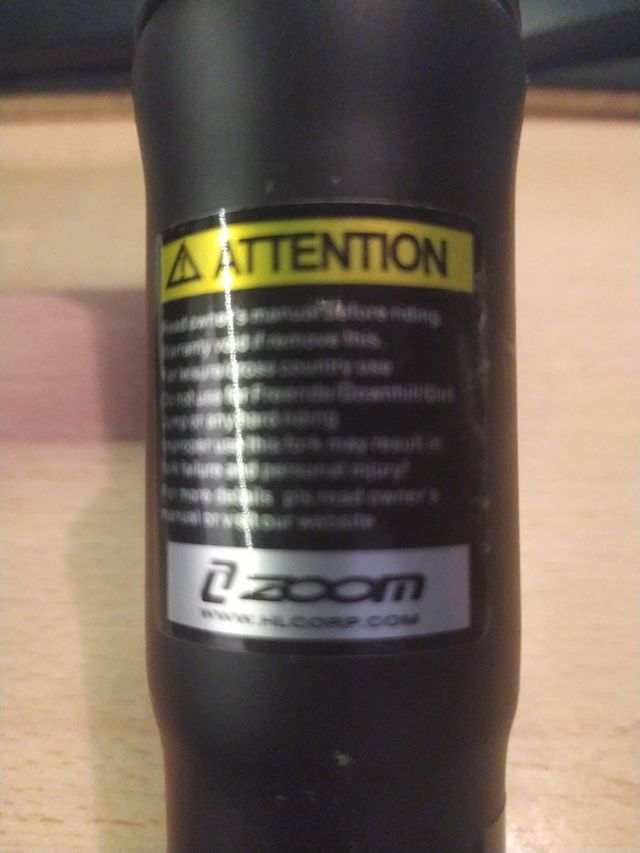 ATTENTION
Read owner's manual before riding
Warranty void if remove this.
For leisure/cross country use
Do not use for Freeride/Downhill/Dirt
jump or any hard riding
Improper use this fork may result in
fork failure and personal injury!
For more details, pls read owner's
manual or visit our website
ZOOM
WWW.HLCORP.COM